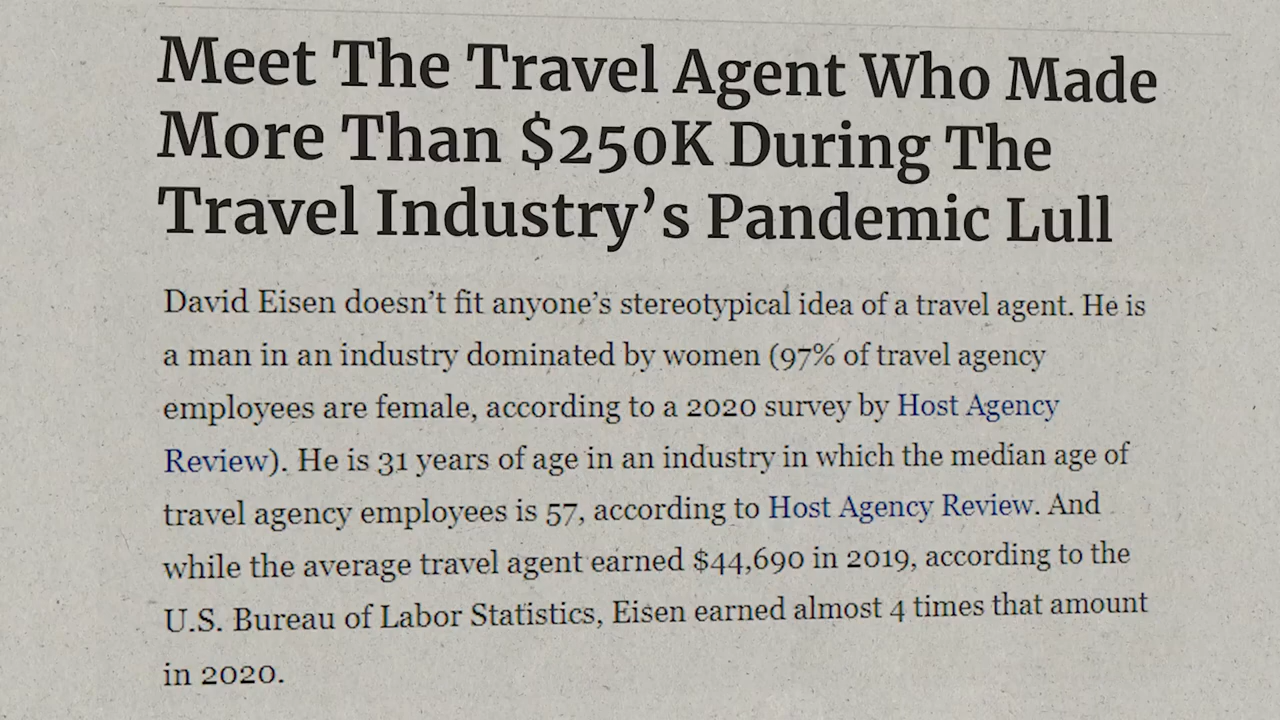 Meet The Travel Agent Who Made
More Than $250K During The
Travel Industry’s Pandemic Lull
David Eisen doesn’t fit anyone’s stereotypical idea of a travel agent. He is
a man in an industry dominated by women (97% of travel agency
employees are female, according to a 2020 survey by Host Agency
Review). He is 31 years of age in an industry in which the median age of
travel agency employees is 57, according to Host Agency Review. And
while the average travel agent earned $44,690 in 2019, according to the
U.S. Bureau of Labor Statistics, Eisen earned almost 4 times that amount
in 2020.